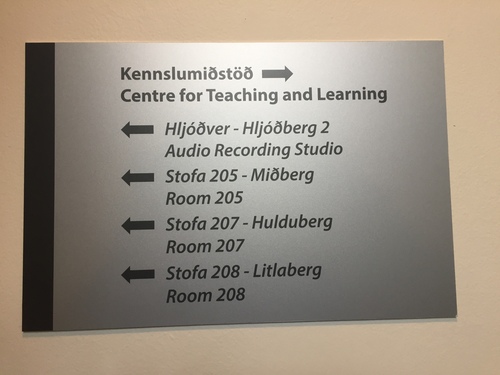 Kennslumiðstöð
Centre for Teaching and Learning
Hljóðver - Hljóðberg 2
Audio Recording Studio
Stofa 205 - Miðberg
Room 205
Stofa 207 - Hulduberg
Room 207
Stofa 208 - Litlaberg
Room 208